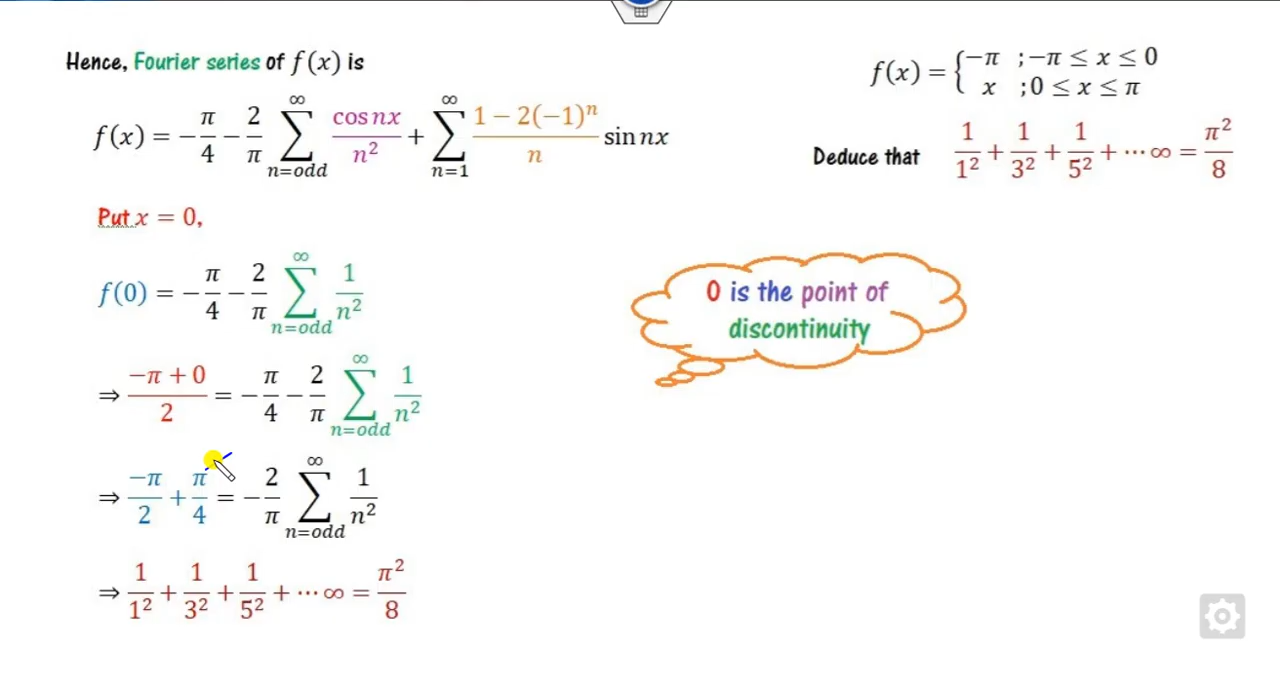 Hence, Fourier series of f(x) is
f(x) = −π/4 − 2/π ∑_{n=odd}^{∞} cos nx/n² + ∑_{n=1}^{∞} (1 − 2(−1)ⁿ)/n sin nx
Put x = 0,
f(0) = −π/4 − 2/π ∑_{n=odd}^{∞} 1/n²
⇒ (−π + 0)/2 = −π/4 − 2/π ∑_{n=odd}^{∞} 1/n²
⇒ −π/2 + π/4 = −2/π ∑_{n=odd}^{∞} 1/n²
⇒ 1/1² + 1/3² + 1/5² + ⋯ ∞ = π²/8
f(x) = { −π ; −π ≤ x ≤ 0
x ; 0 ≤ x ≤ π
Deduce that 1/1² + 1/3² + 1/5² + ⋯ ∞ = π²/8
0 is the point of
discontinuity